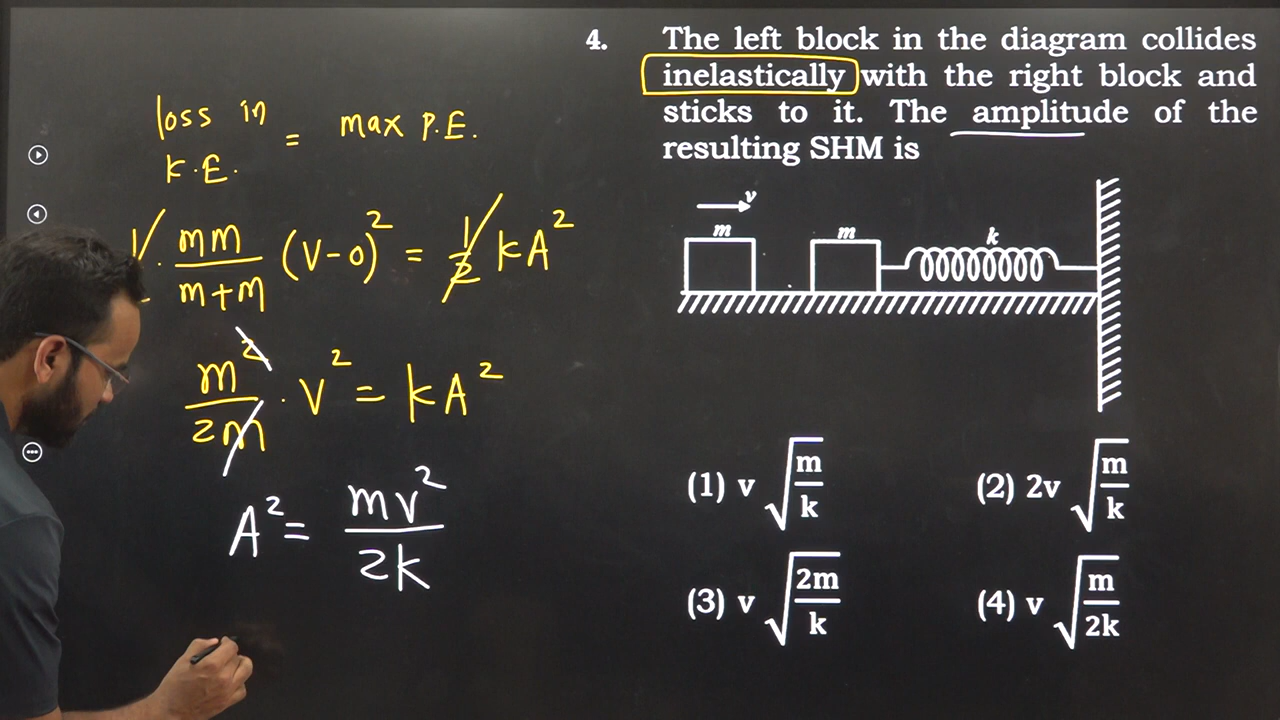 loss in
K.E. = max P.E.
1/. mm/m+m (v-0)² = 1/2 kA²
m²/2m . v² = kA²
A² = mv²/2k
4. The left block in the diagram collides
inelastically with the right block and
sticks to it. The amplitude of the
resulting SHM is
v
m
m
k
(1) v √(m/k)
(2) 2v √(m/k)
(3) v √(2m/k)
(4) v √(m/2k)